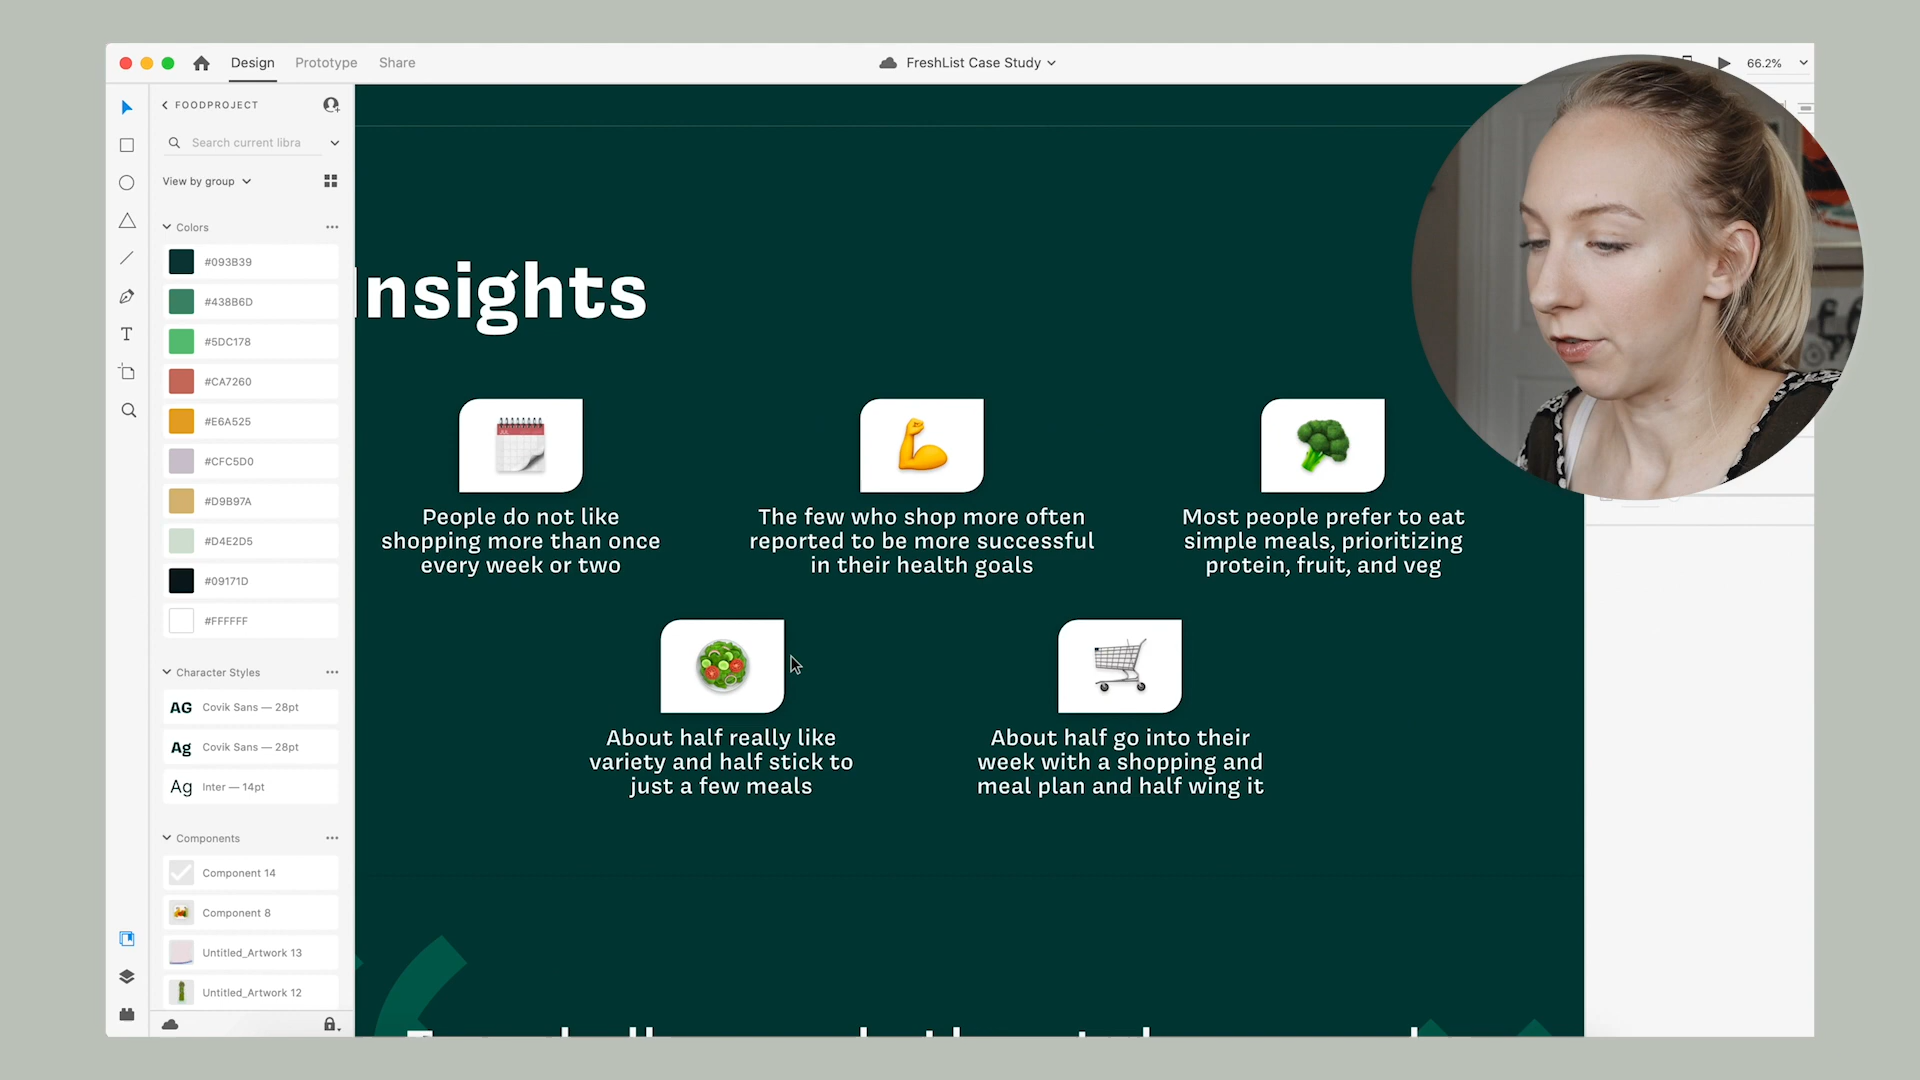 Design Prototype Share
FreshList Case Study
66.2%
FOODPROJECT
Search current libra
View by group
Colors
#093B39
#438B6D
#5DC178
#CA7260
#E6A525
#CFC5D0
#D9B97A
#D4E2D5
#09171D
#FFFFFF
Character Styles
AG Covik Sans — 28pt
Ag Covik Sans — 28pt
Ag Inter — 14pt
Components
Component 14
Component 8
Untitled_Artwork 13
Untitled_Artwork 12
Insights
People do not like
shopping more than once
every week or two
The few who shop more often
reported to be more successful
in their health goals
Most people prefer to eat
simple meals, prioritizing
protein, fruit, and veg
About half really like
variety and half stick to
just a few meals
About half go into their
week with a shopping and
meal plan and half wing it